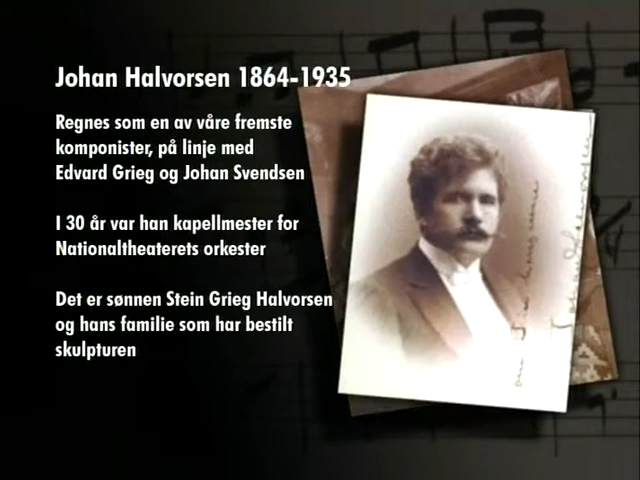 Johan Halvorsen 1864-1935
Regnes som en av våre fremste
komponister, på linje med
Edvard Grieg og Johan Svendsen
I 30 år var han kapellmester for
Nationaltheaterets orkester
Det er sønnen Stein Grieg Halvorsen
og hans familie som har bestilt
skulpturen